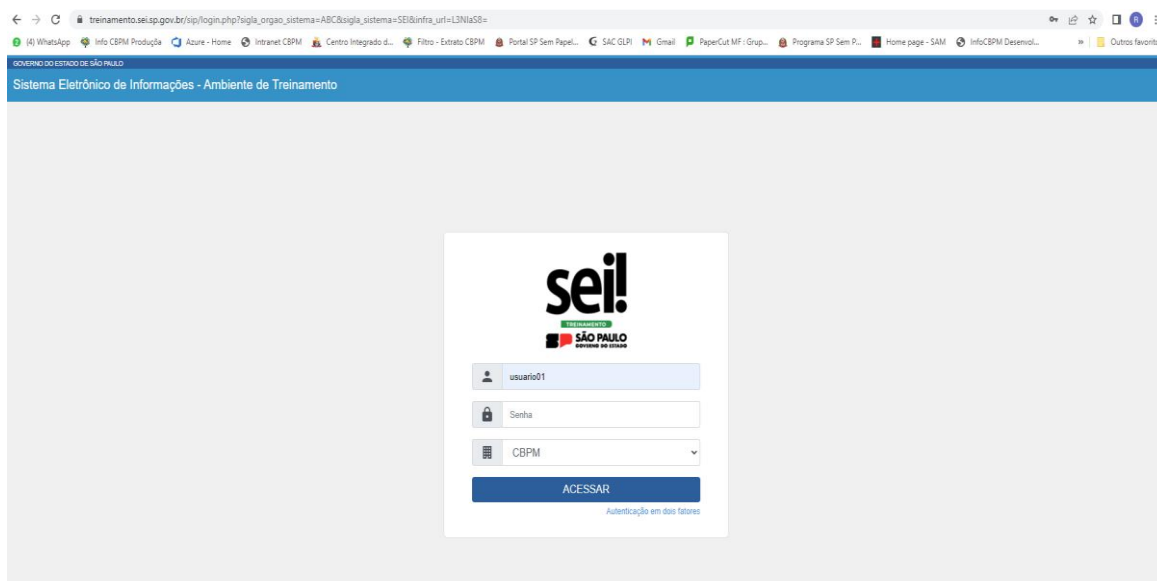 treinamento.sei.sp.gov.br/sip/login.php?sigla_orgao_sistema=ABC&sigla_sistema=SEI&infra_url=L3NlaS8=
(4) WhatsApp Info CBPM Produção Azure - Home Intranet CBPM Centro Integrado d... Filtro - Extrato CBPM Portal SP Sem Papel... SAC GLPI Gmail PaperCut MF : Grup... Programa SP Sem P... Home page - SAM InfoCBPM Desenvol... » Outros favorito
GOVERNO DO ESTADO DE SÃO PAULO
Sistema Eletrônico de Informações - Ambiente de Treinamento
sei!
TREINAMENTO
SÃO PAULO
GOVERNO DO ESTADO
usuario01
Senha
CBPM
ACESSAR
Autenticação em dois fatores